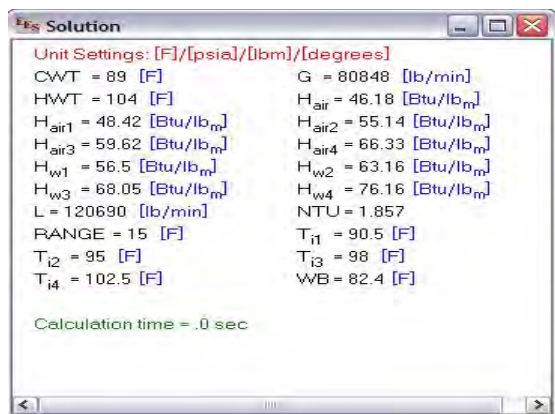 EES Solution
Unit Settings: [F]/[psia]/[lbm]/[degrees]
CWT = 89 [F] G = 80848 [lb/min]
HWT = 104 [F] Hair = 46.18 [Btu/lbm]
Hair1 = 48.42 [Btu/lbm] Hair2 = 55.14 [Btu/lbm]
Hair3 = 59.62 [Btu/lbm] Hair4 = 66.33 [Btu/lbm]
Hw1 = 56.5 [Btu/lbm] Hw2 = 63.16 [Btu/lbm]
Hw3 = 68.05 [Btu/lbm] Hw4 = 76.16 [Btu/lbm]
L = 120690 [lb/min] NTU = 1.857
RANGE = 15 [F] Ti1 = 90.5 [F]
Ti2 = 95 [F] Ti3 = 98 [F]
Ti4 = 102.5 [F] WB = 82.4 [F]
Calculation time = .0 sec